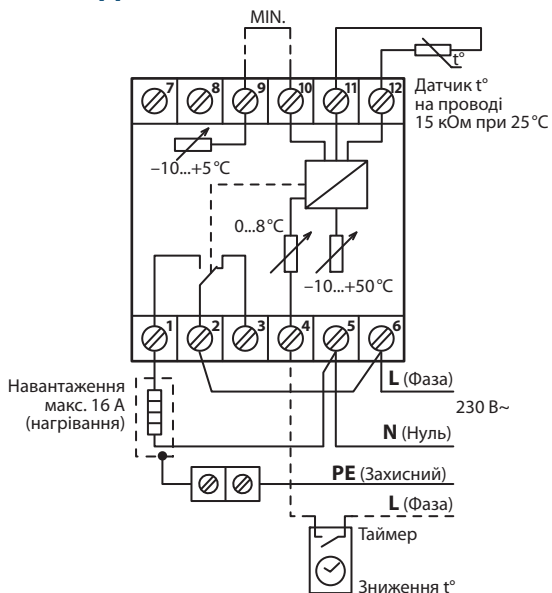 MIN.
7 8 9 10 11 12
t°
Датчик t°
на проводі
15 кОм при 25 °C
–10...+5 °C
0...8 °C
–10...+50 °C
1 2 3 4 5 6
Навантаження
макс. 16 А
(нагрівання)
L (Фаза)
230 В~
N (Нуль)
PE (Захисний)
L (Фаза)
Таймер
Зниження t°